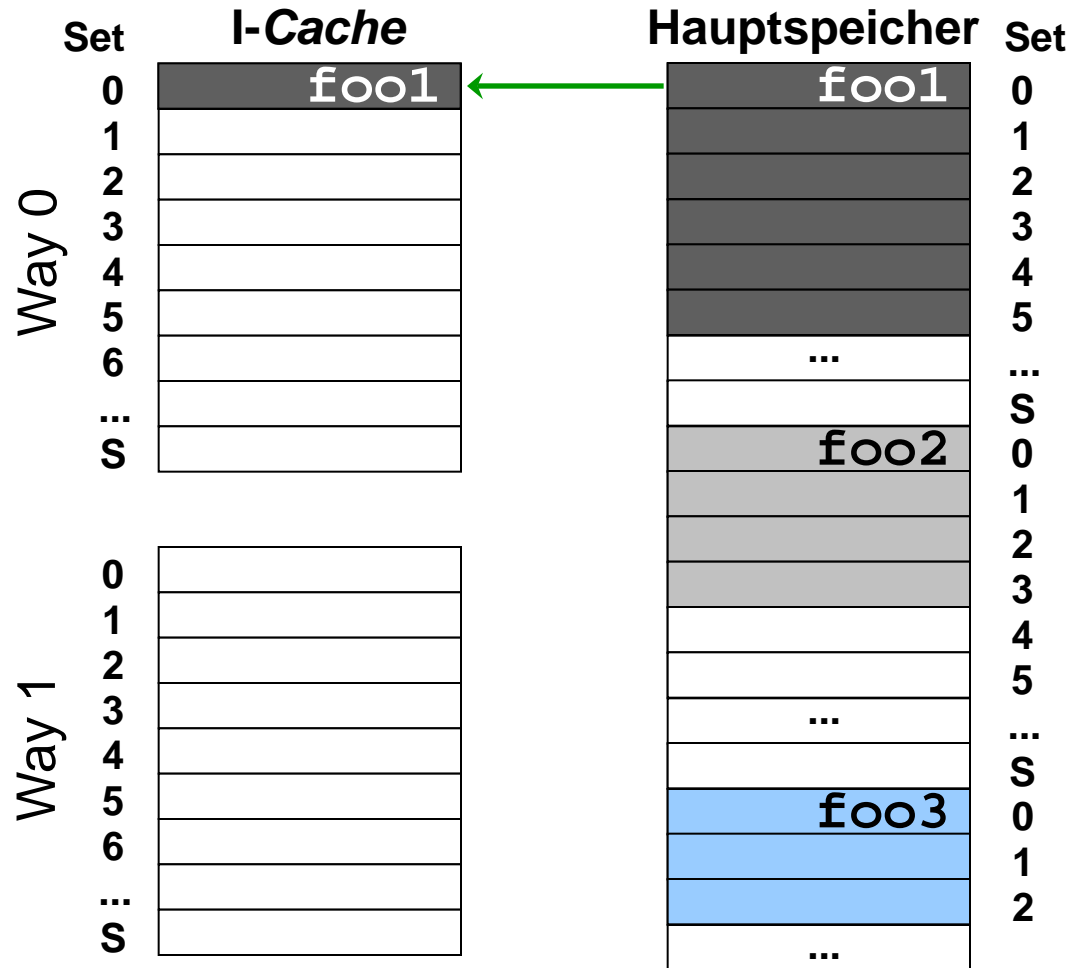 Set I-Cache Hauptspeicher Set
0 foo1 foo1 0
1 1
2 2
3 3
4 4
5 5
6 ... ...
... S
S foo2 0
1
2
0 3
1 4
2 5
3 ... ...
4 S
5 foo3 0
6 1
... 2
S ...
Way 0
Way 1